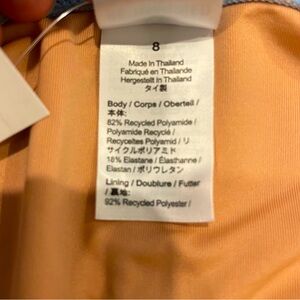 8
Made In Thailand
Fabriqué en Thaïlande
Hergestellt In Thailand
タイ製
Body / Corps / Oberteil /
本体:
82% Recycled Polyamide /
Polyamide Recyclé /
Recyceltes Polyamid / リ
サイクルポリアミド
18% Elastane / Élasthanne /
Elastan / ポリウレタン
Lining / Doublure / Futter
/ 裏地:
92% Recycled Polyester /